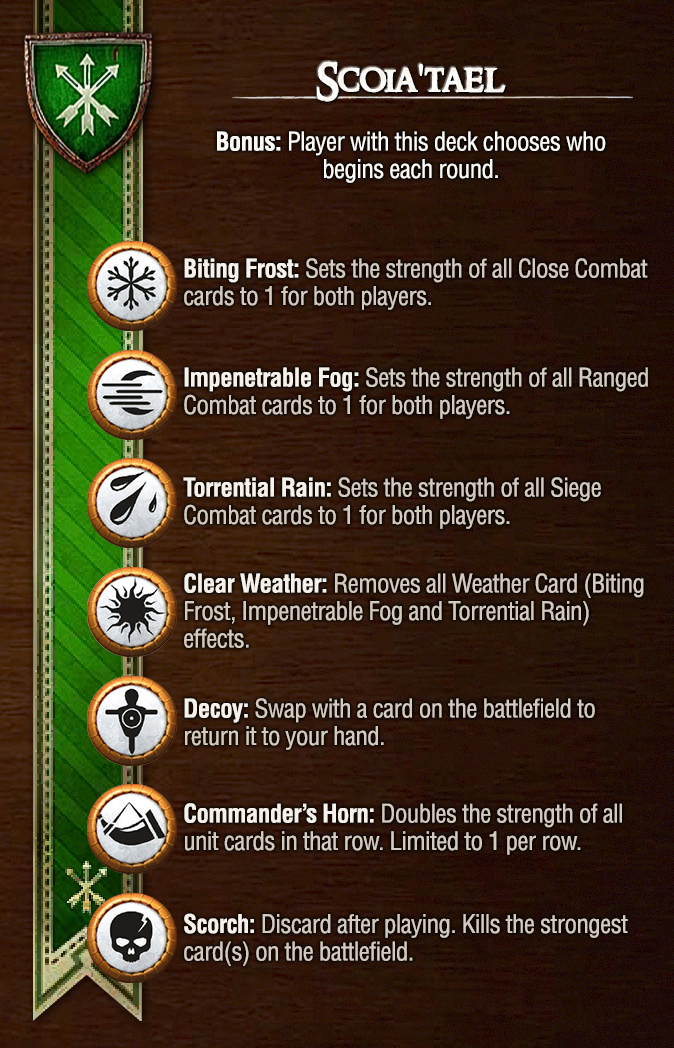 SCOIA'TAEL
Bonus: Player with this deck chooses who
begins each round.
Biting Frost: Sets the strength of all Close Combat
cards to 1 for both players.
Impenetrable Fog: Sets the strength of all Ranged
Combat cards to 1 for both players.
Torrential Rain: Sets the strength of all Siege
Combat cards to 1 for both players.
Clear Weather: Removes all Weather Card (Biting
Frost, Impenetrable Fog and Torrential Rain)
effects.
Decoy: Swap with a card on the battlefield to
return it to your hand.
Commander's Horn: Doubles the strength of all
unit cards in that row. Limited to 1 per row.
Scorch: Discard after playing. Kills the strongest
card(s) on the battlefield.